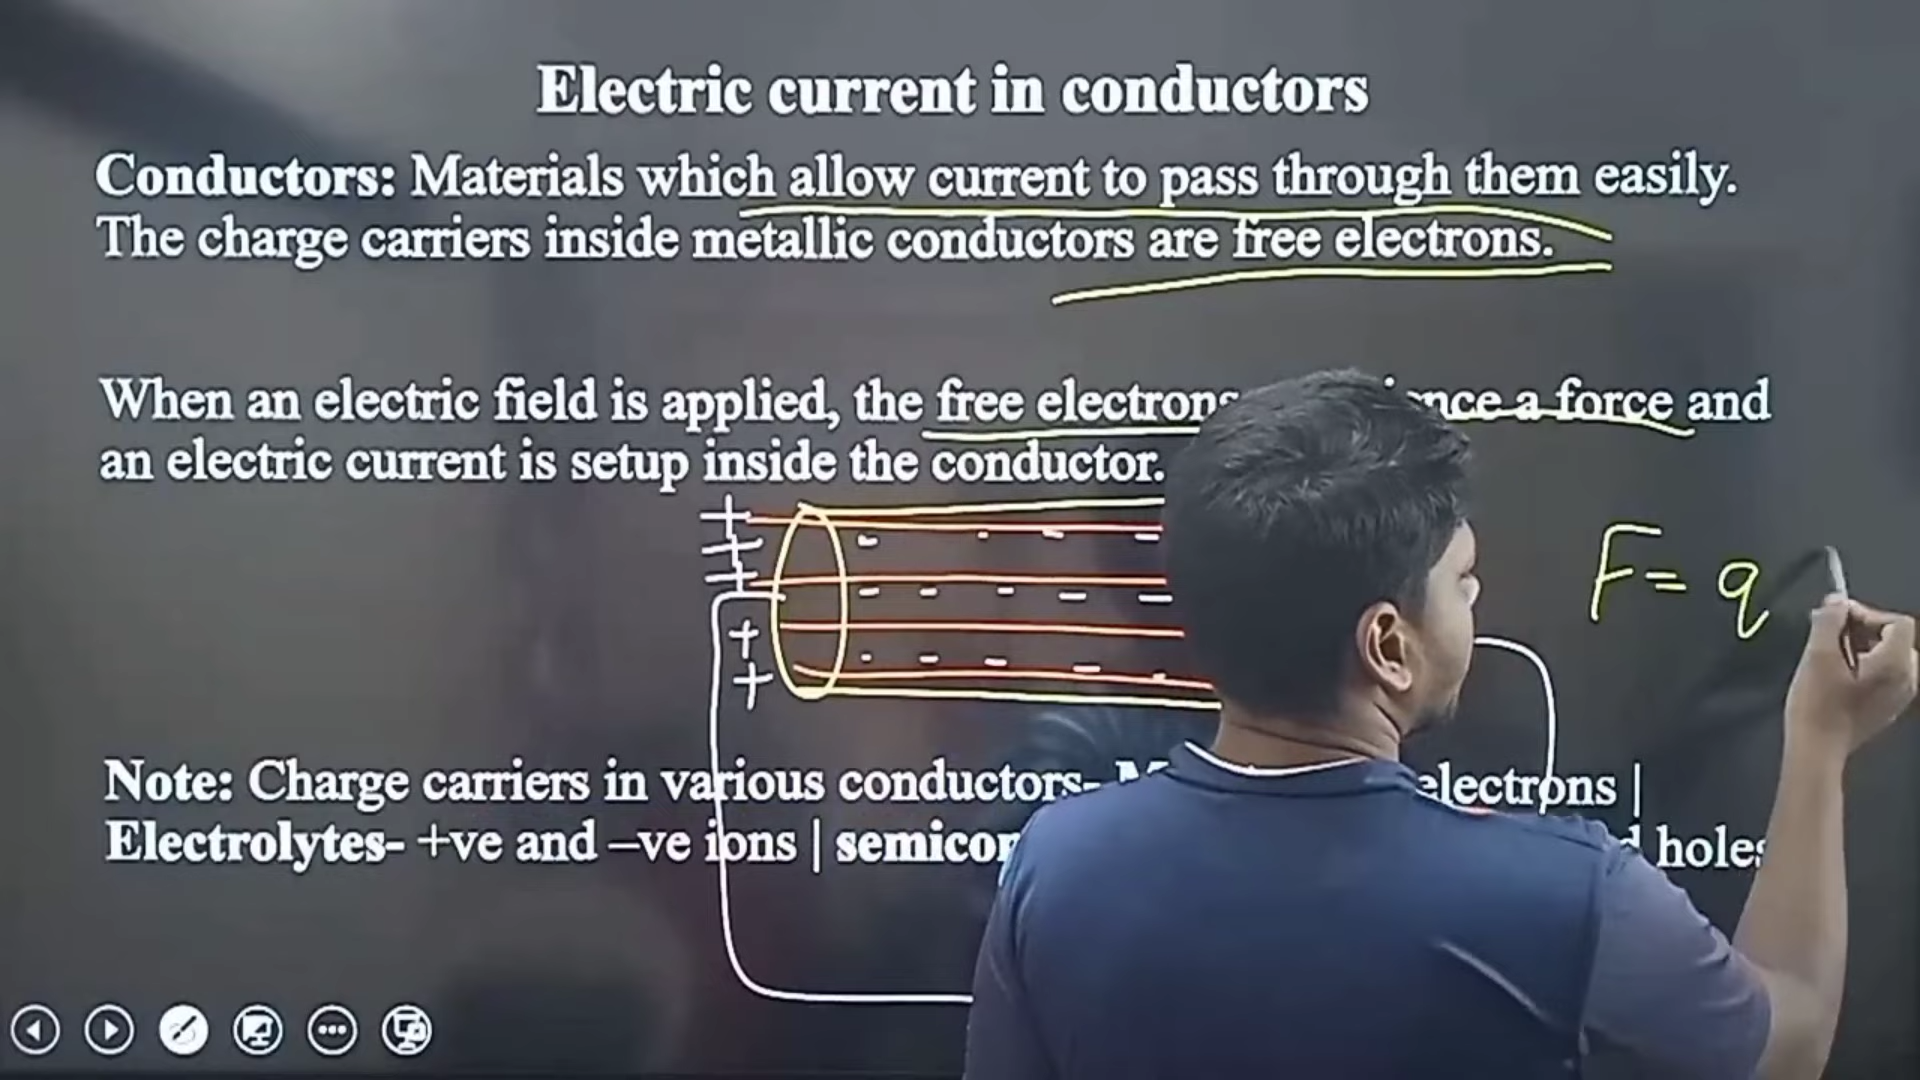 Electric current in conductors
Conductors: Materials which allow current to pass through them easily.
The charge carriers inside metallic conductors are free electrons.
When an electric field is applied, the free electrons a force and
an electric current is setup inside the conductor.
+
+
+
+
+
F = q
Note: Charge carriers in various conductors- electrons |
Electrolytes- +ve and –ve ions | holes